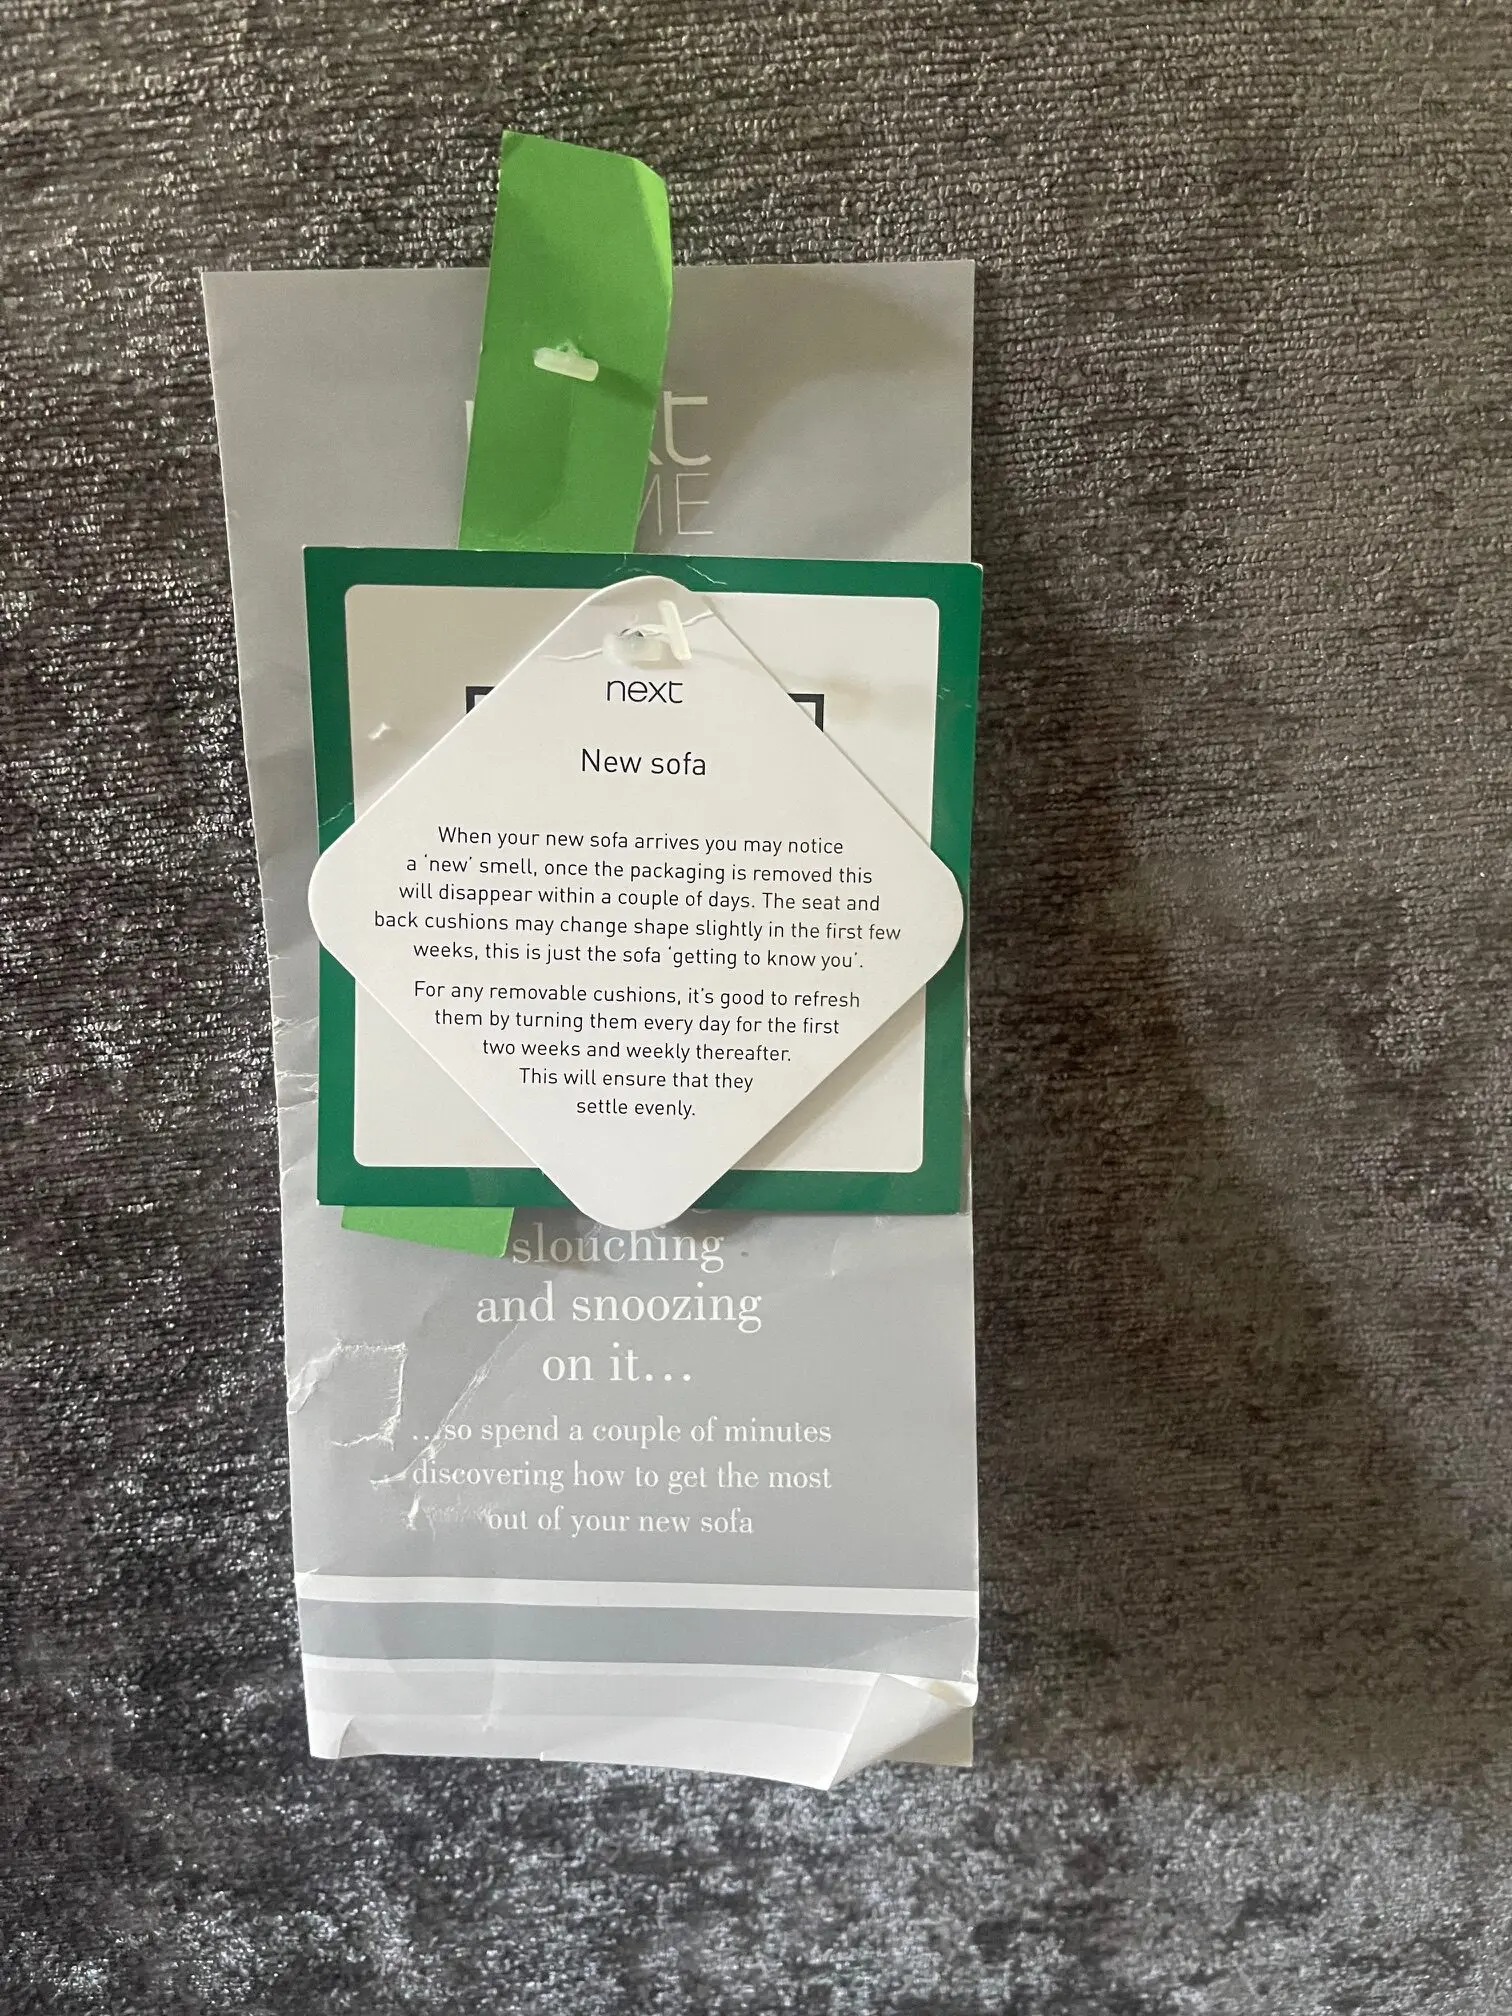 next
New sofa
When your new sofa arrives you may notice
a 'new' smell, once the packaging is removed this
will disappear within a couple of days. The seat and
back cushions may change shape slightly in the first few
weeks, this is just the sofa 'getting to know you'.
For any removable cushions, it's good to refresh
them by turning them every day for the first
two weeks and weekly thereafter.
This will ensure that they
settle evenly.
slouching
and snoozing
on it...
...so spend a couple of minutes
discovering how to get the most
out of your new sofa